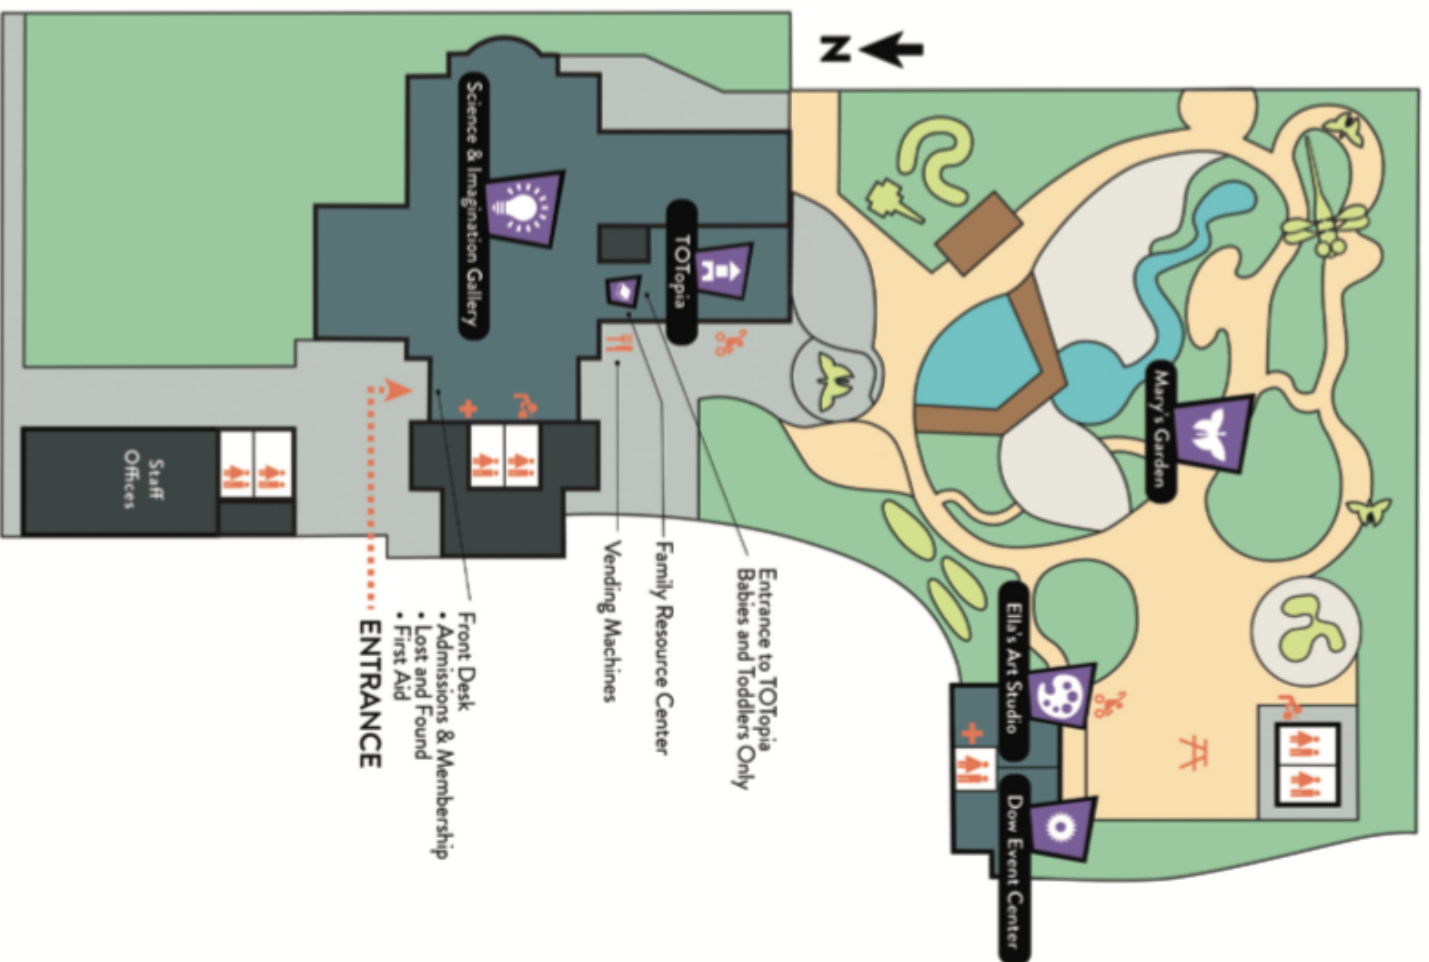 N
Science & Imagination Gallery
TOTopia
Mary's Garden
Ella's Art Studio
Dow Event Center
Staff
Offices
Entrance to TOTopia
Babies and Toddlers Only
Family Resource Center
Vending Machines
Front Desk
• Admissions & Membership
• Lost and Found
• First Aid
ENTRANCE